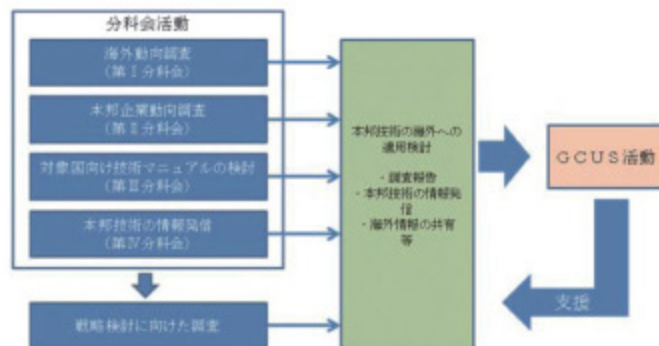 分科会活動
海外動向調査
(第Ⅰ分科会)
本邦企業動向調査
(第Ⅱ分科会)
対象国向け技術マニュアルの検討
(第Ⅲ分科会)
本邦技術の情報発信
(第Ⅳ分科会)
戦略検討に向けた調査
本邦技術の海外への
適用検討
・調査報告
・本邦技術の情報発
信
・海外情報の共有
等
GCUS活動
支援